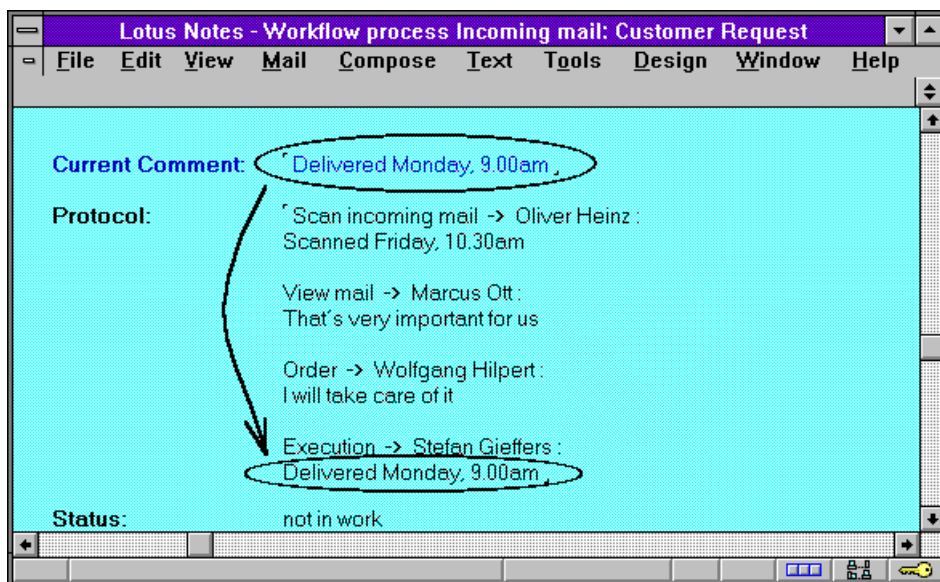 Lotus Notes - Workflow process Incoming mail: Customer Request
File Edit View Mail Compose Text Tools Design Window Help
Current Comment: Delivered Monday, 9.00am
Protocol: Scan incoming mail -> Oliver Heinz :
Scanned Friday, 10.30am
View mail -> Marcus Ott :
That´s very important for us
Order -> Wolfgang Hilpert :
I will take care of it
Execution -> Stefan Gieffers :
Delivered Monday, 9.00am
Status: not in work